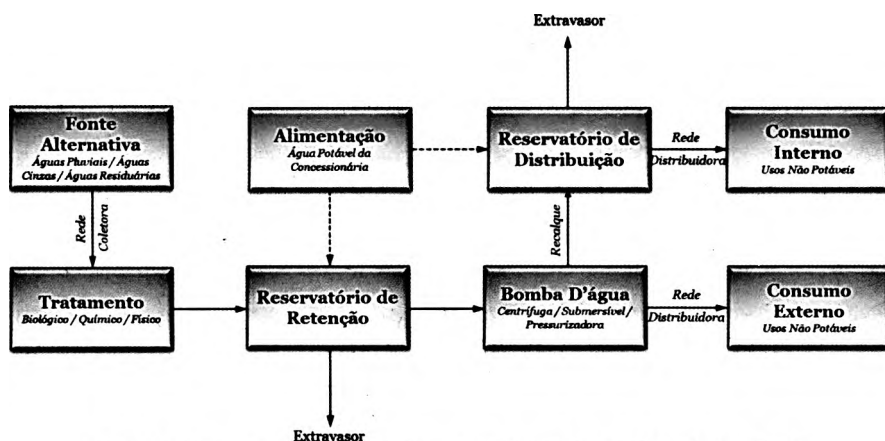 Extravasor
Fonte
Alternativa
Águas Pluviais / Águas
Cinzas / Águas Residuárias
Alimentação
Água Potável da
Concessionária
Reservatório de
Distribuição
Rede
Distribuidora
Consumo
Interno
Usos Não Potáveis
Rede
Coletora
Recalque
Tratamento
Biológico / Químico / Físico
Reservatório de
Retenção
Bomba D'água
Centrífuga / Submersível /
Pressurizadora
Rede
Distribuidora
Consumo
Externo
Usos Não Potáveis
Extravasor